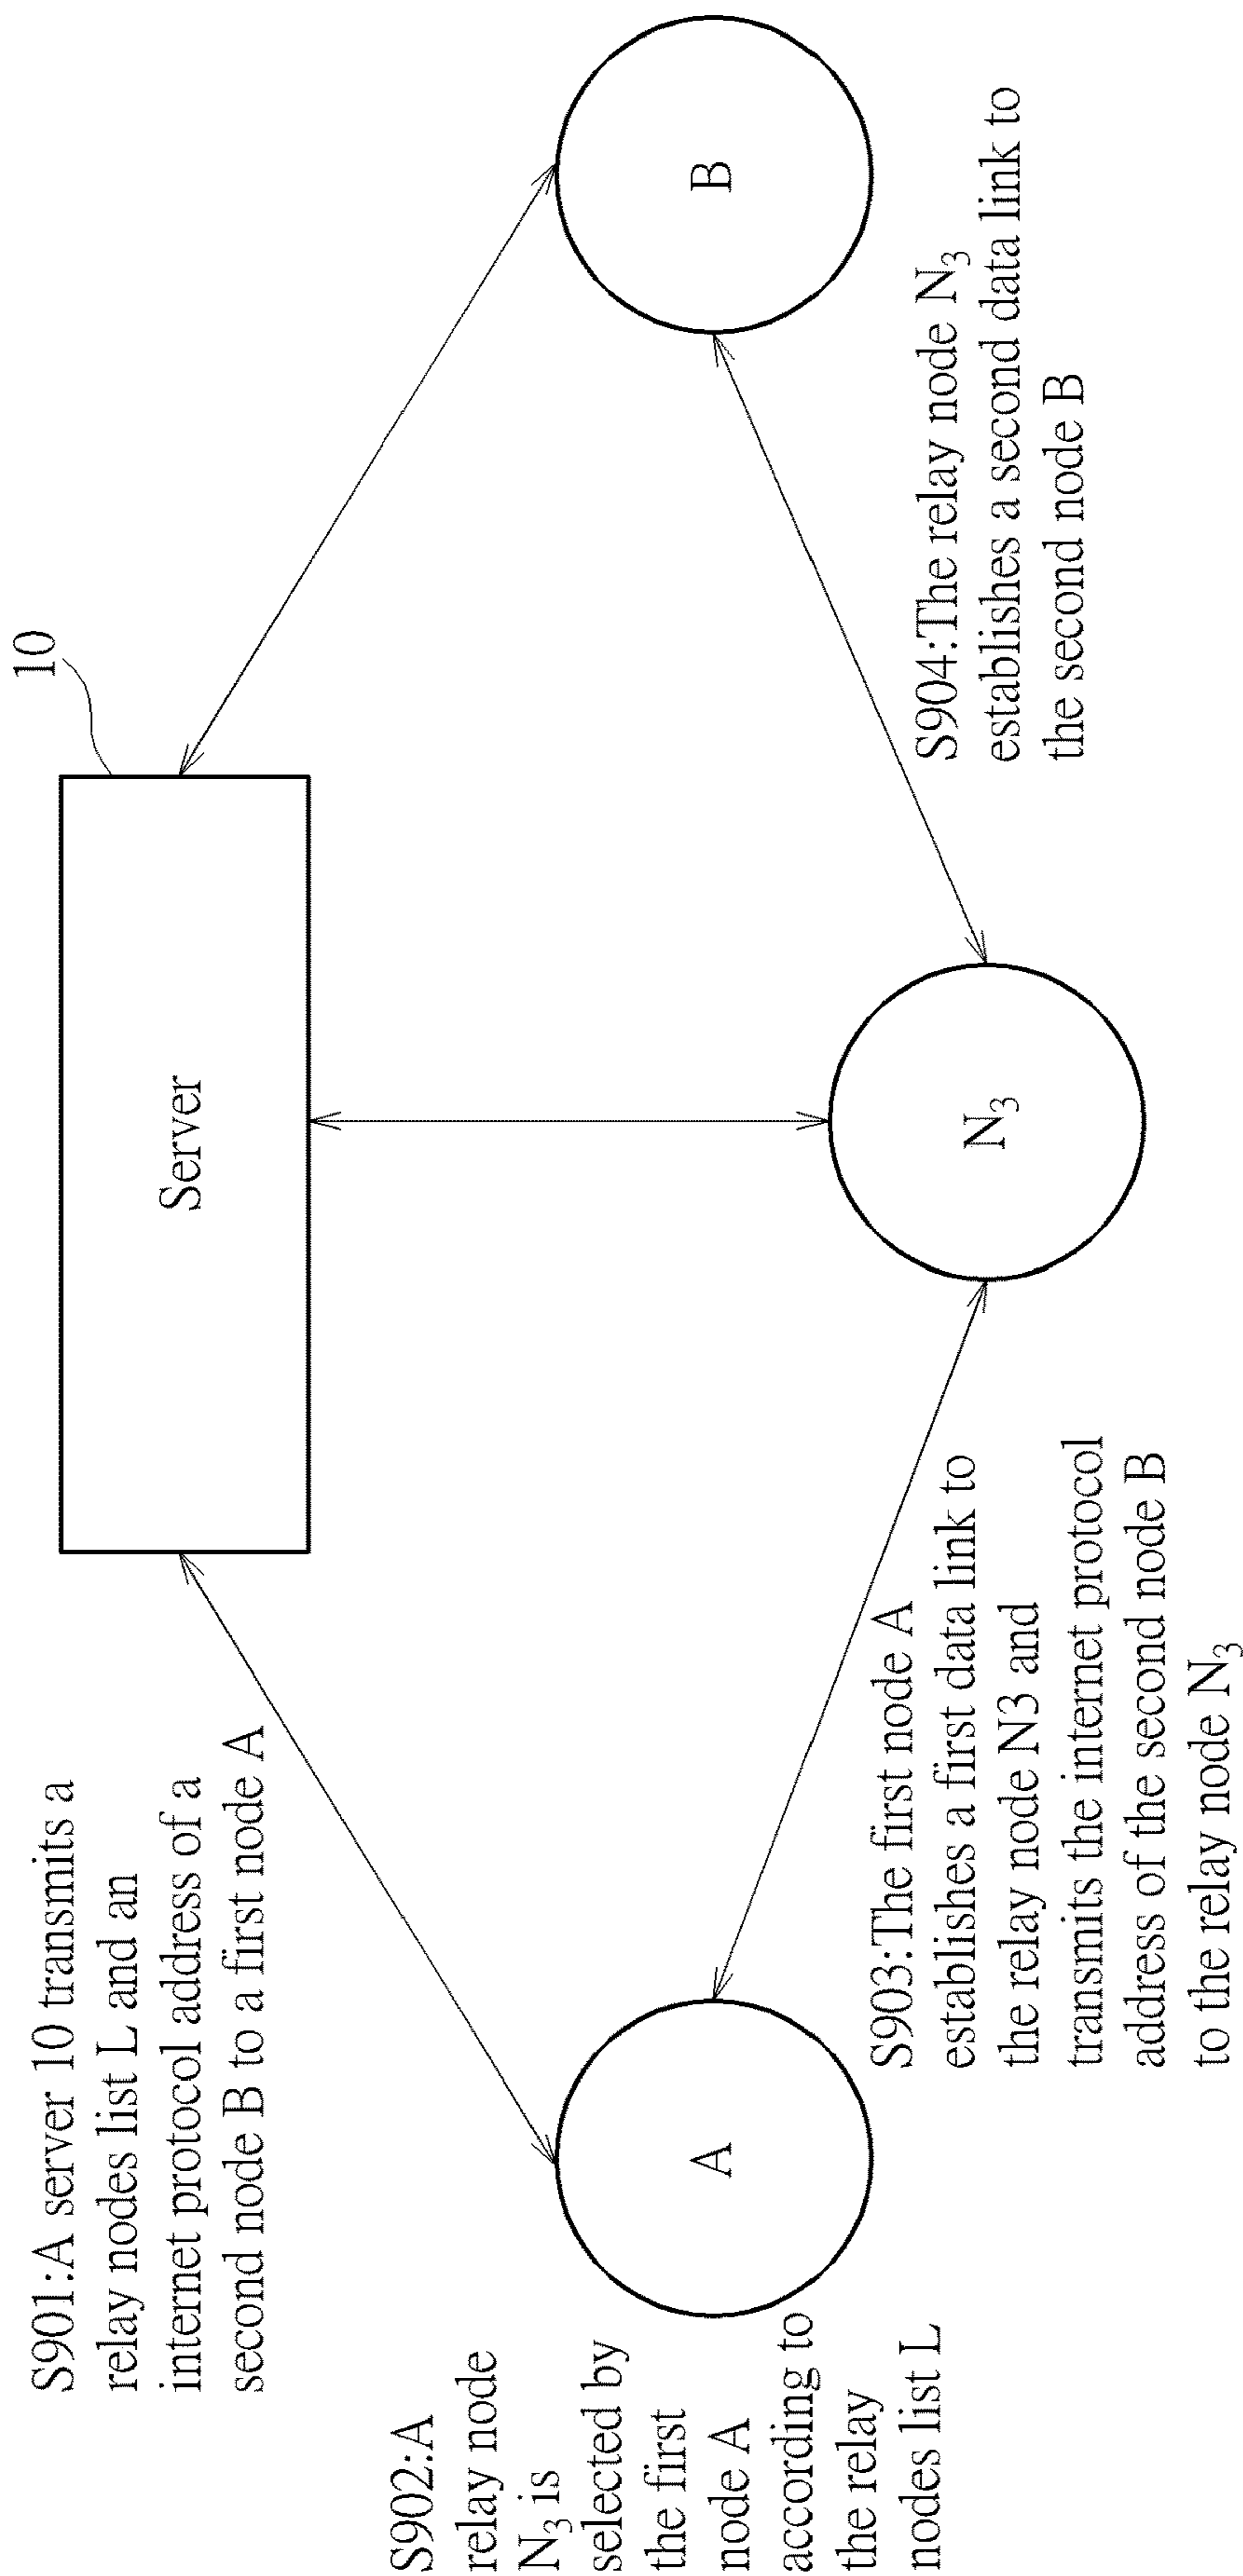 S901:A server 10 transmits a
relay nodes list L and an
internet protocol address of a
second node B to a first node A
10
Server
S902:A
relay node
N₃ is
selected by
the first
node A
according to
the relay
nodes list L
A
B
N₃
S903:The first node A
establishes a first data link to
the relay node N3 and
transmits the internet protocol
address of the second node B
to the relay node N₃
S904:The relay node N₃
establishes a second data link to
the second node B